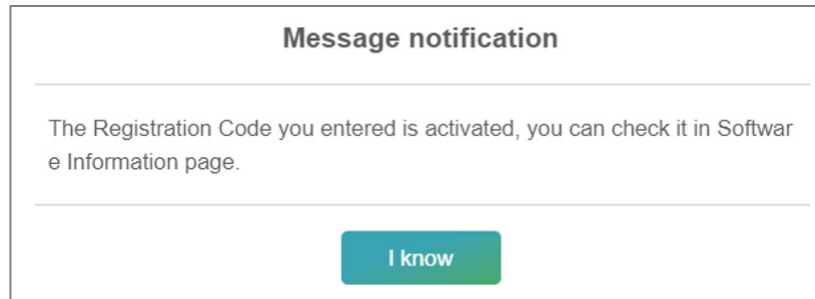 Message notification
The Registration Code you entered is activated, you can check it in Softwar
e Information page.
I know